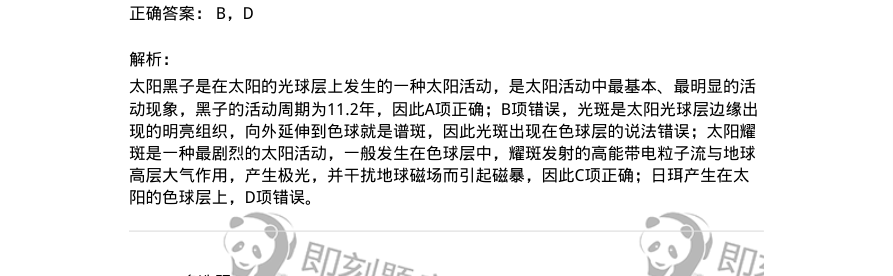 正确答案： B，D
解析：
太阳黑子是在太阳的光球层上发生的一种太阳活动，是太阳活动中最基本、最明显的活
动现象，黑子的活动周期为11.2年，因此A项正确；B项错误，光斑是太阳光球层边缘出
现的明亮组织，向外延伸到色球就是谱斑，因此光斑出现在色球层的说法错误；太阳耀
斑是一种最剧烈的太阳活动，一般发生在色球层中，耀斑发射的高能带电粒子流与地球
高层大气作用，产生极光，并干扰地球磁场而引起磁暴，因此C项正确；日珥产生在太
阳的色球层上，D项错误。
即刻题
即刻